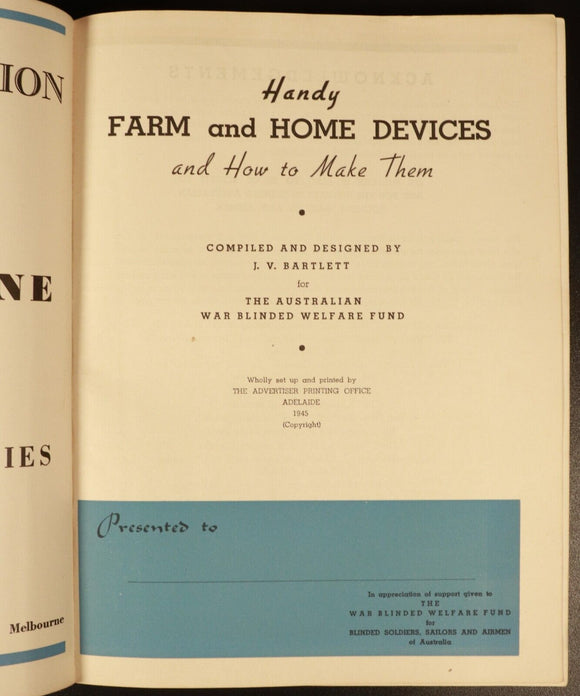 ION
NE
IES
Melbourne
Handy
FARM and HOME DEVICES
and How to Make Them
COMPILED AND DESIGNED BY
J. V. BARTLETT
for
THE AUSTRALIAN
WAR BLINDED WELFARE FUND
Wholly set up and printed by
THE ADVERTISER PRINTING OFFICE
ADELAIDE
1945
(Copyright)
Presented to
In appreciation of support given to
THE
WAR BLINDED WELFARE FUND
for
BLINDED SOLDIERS, SAILORS AND AIRMEN
of Australia